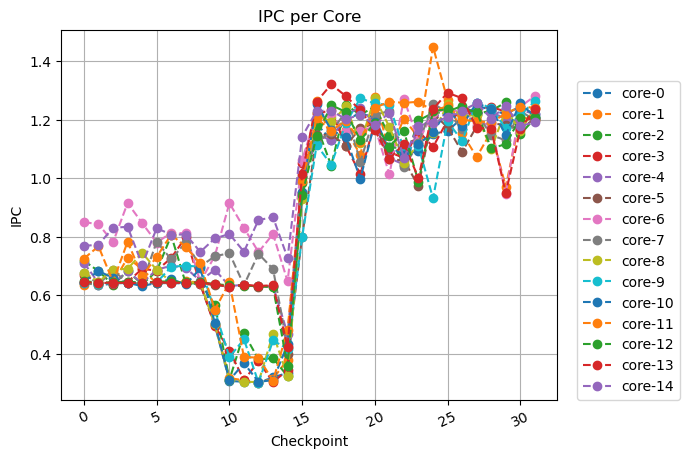 IPC per Core
1.4
1.2
1.0
0.8
0.6
0.4
IPC
0
5
10
15
20
25
30
Checkpoint
core-0
core-1
core-2
core-3
core-4
core-5
core-6
core-7
core-8
core-9
core-10
core-11
core-12
core-13
core-14